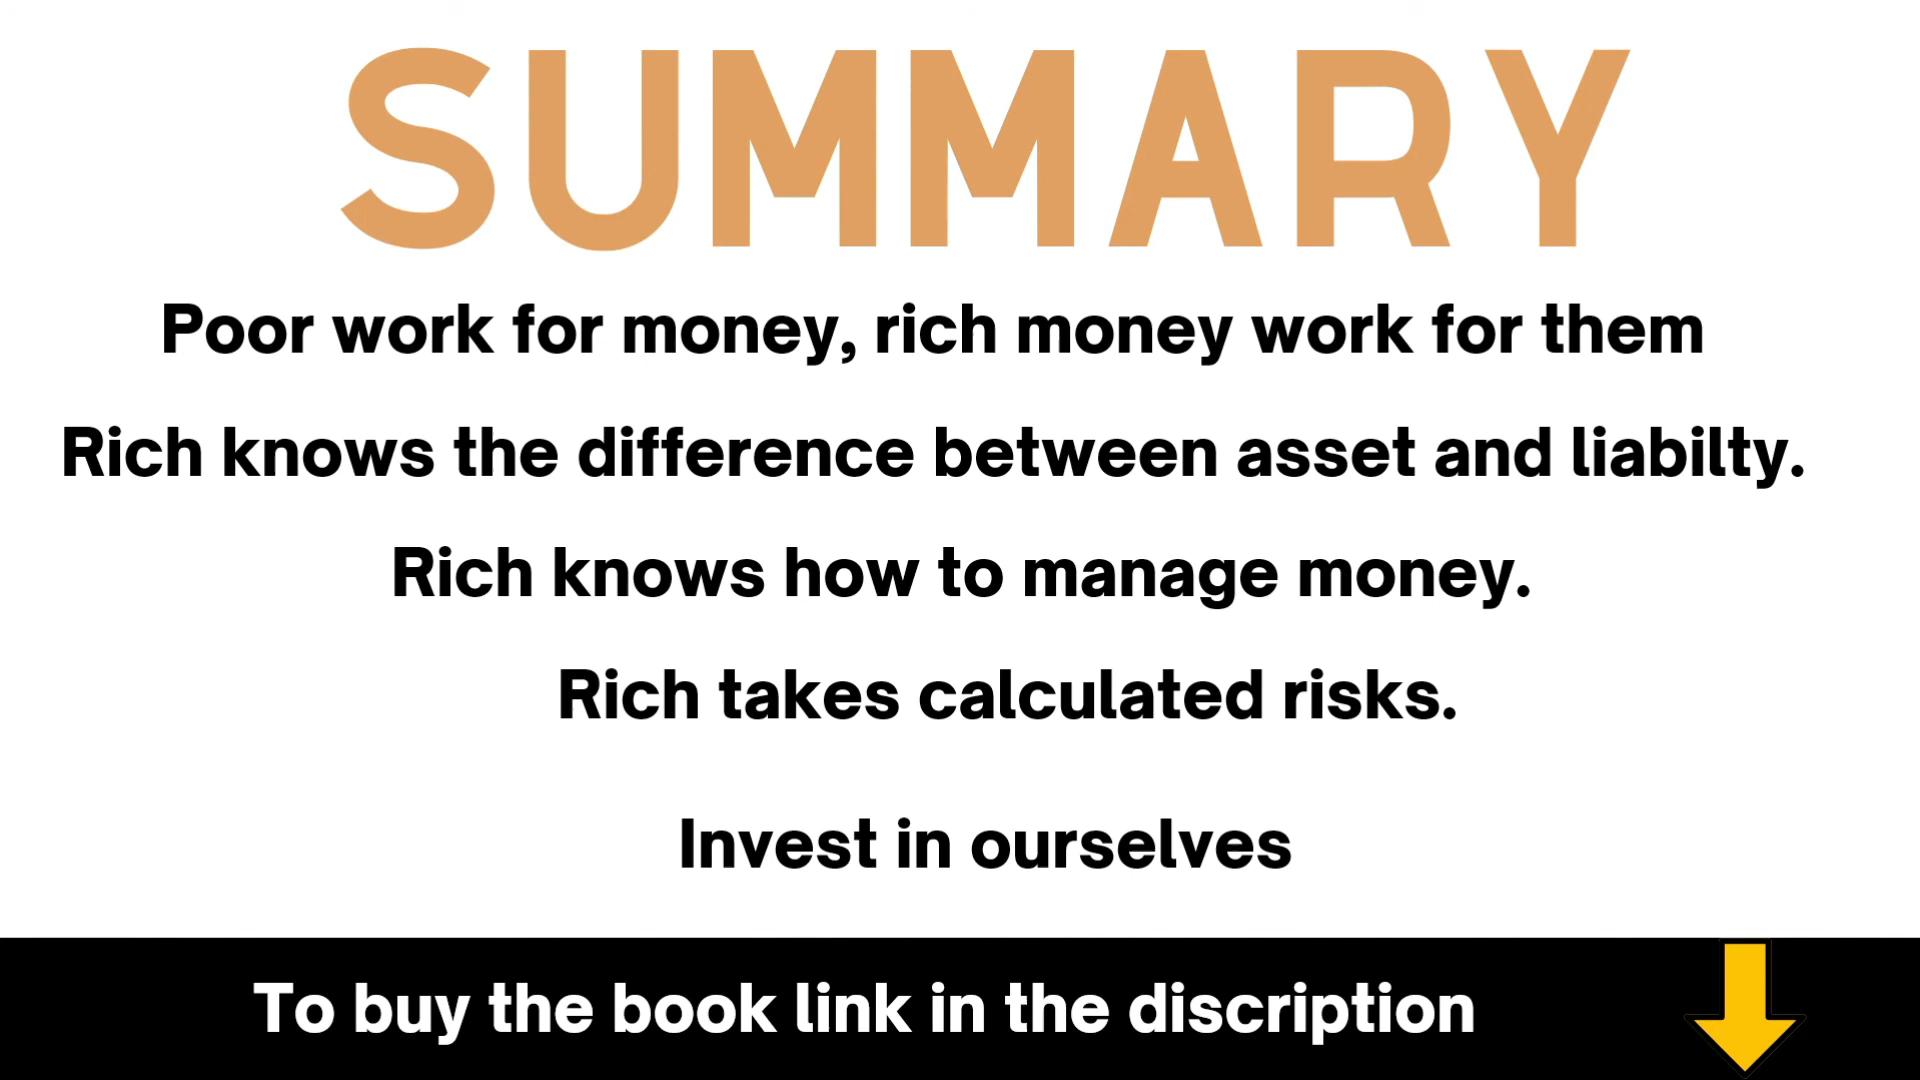 SUMMARY
Poor work for money, rich money work for them
Rich knows the difference between asset and liabilty.
Rich knows how to manage money.
Rich takes calculated risks.
Invest in ourselves
To buy the book link in the discription